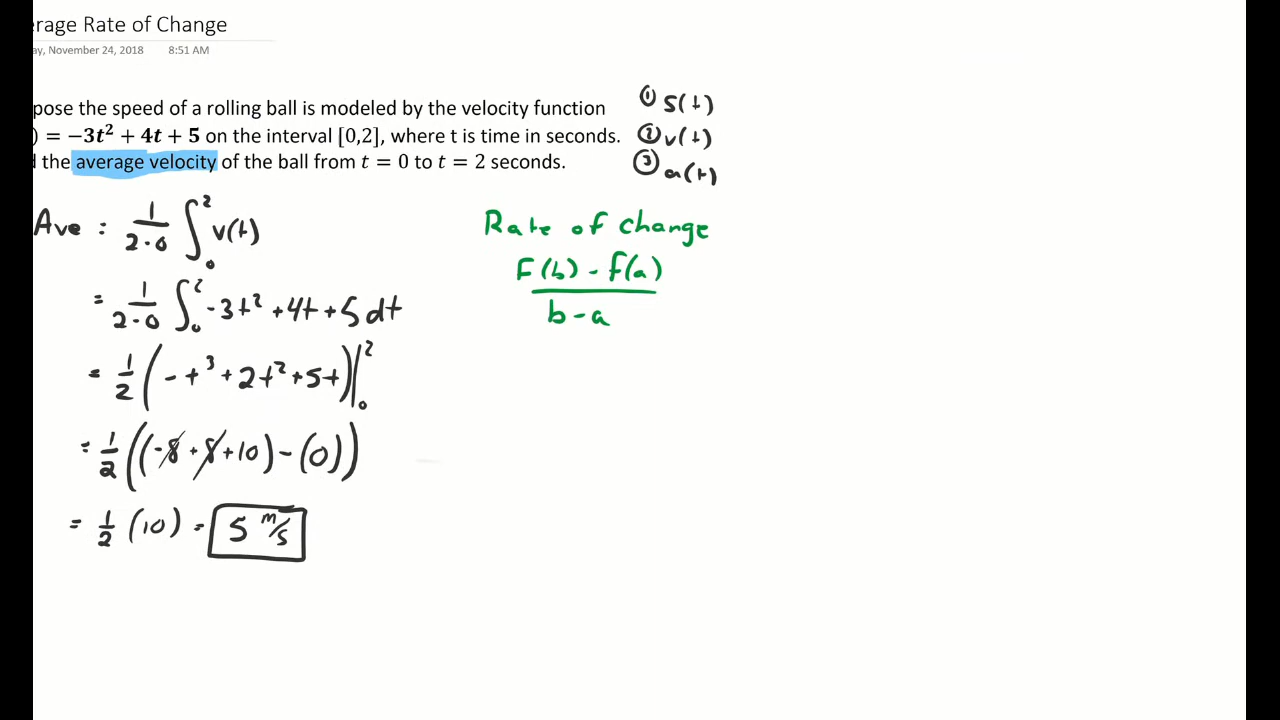 erage Rate of Change
ay, November 24, 2018 8:51 AM
pose the speed of a rolling ball is modeled by the velocity function
) = −3t² + 4t + 5 on the interval [0,2], where t is time in seconds.
d the average velocity of the ball from t = 0 to t = 2 seconds.
① S(t)
② v(t)
③ a(t)
Ave : 1/(2-0) ∫₀² v(t)
= 1/(2-0) ∫₀² -3t² + 4t + 5 dt
= 1/2 (-t³ + 2t² + 5t)|₀²
= 1/2 ((-8 + 8 + 10) - (0))
= 1/2 (10) = 5 m/s
Rate of change
F(b) - f(a)
b - a